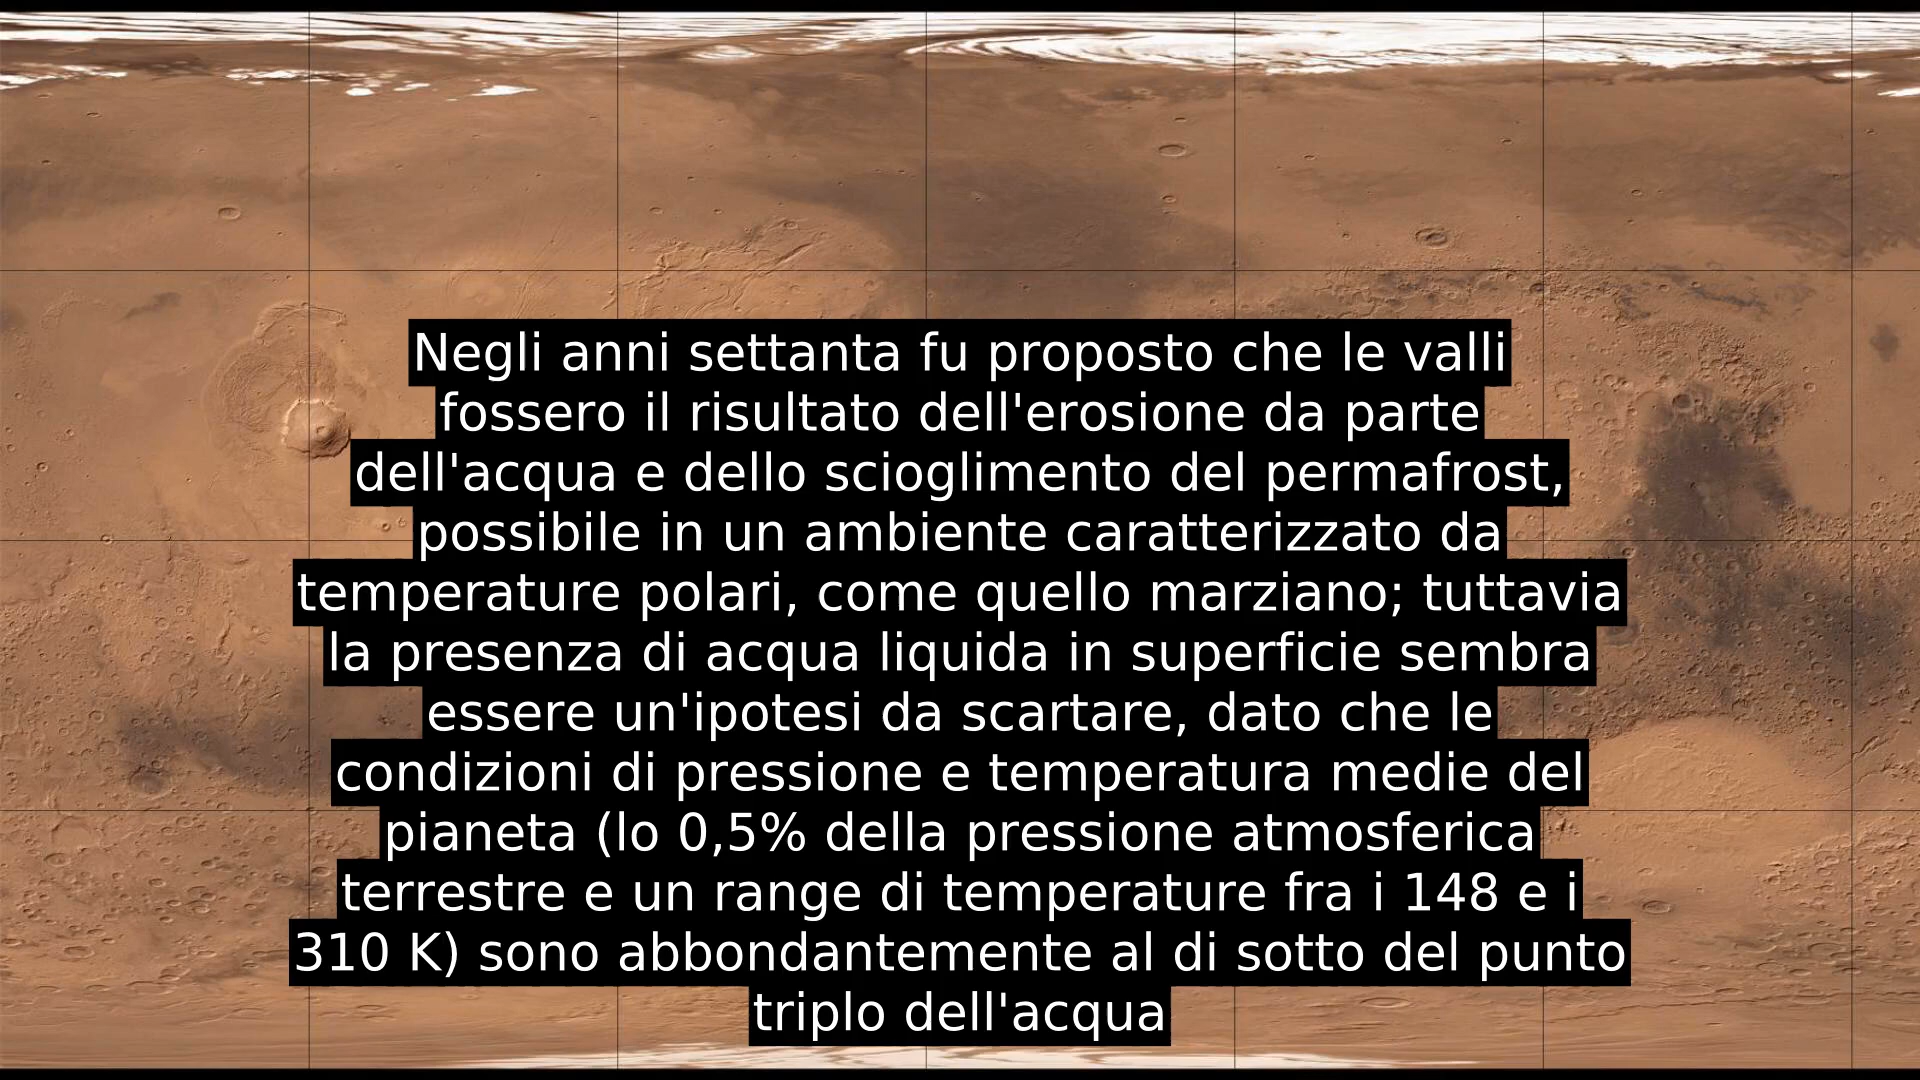 Negli anni settanta fu proposto che le valli
fossero il risultato dell'erosione da parte
dell'acqua e dello scioglimento del permafrost,
possibile in un ambiente caratterizzato da
temperature polari, come quello marziano; tuttavia
la presenza di acqua liquida in superficie sembra
essere un'ipotesi da scartare, dato che le
condizioni di pressione e temperatura medie del
pianeta (lo 0,5% della pressione atmosferica
terrestre e un range di temperature fra i 148 e i
310 K) sono abbondantemente al di sotto del punto
triplo dell'acqua